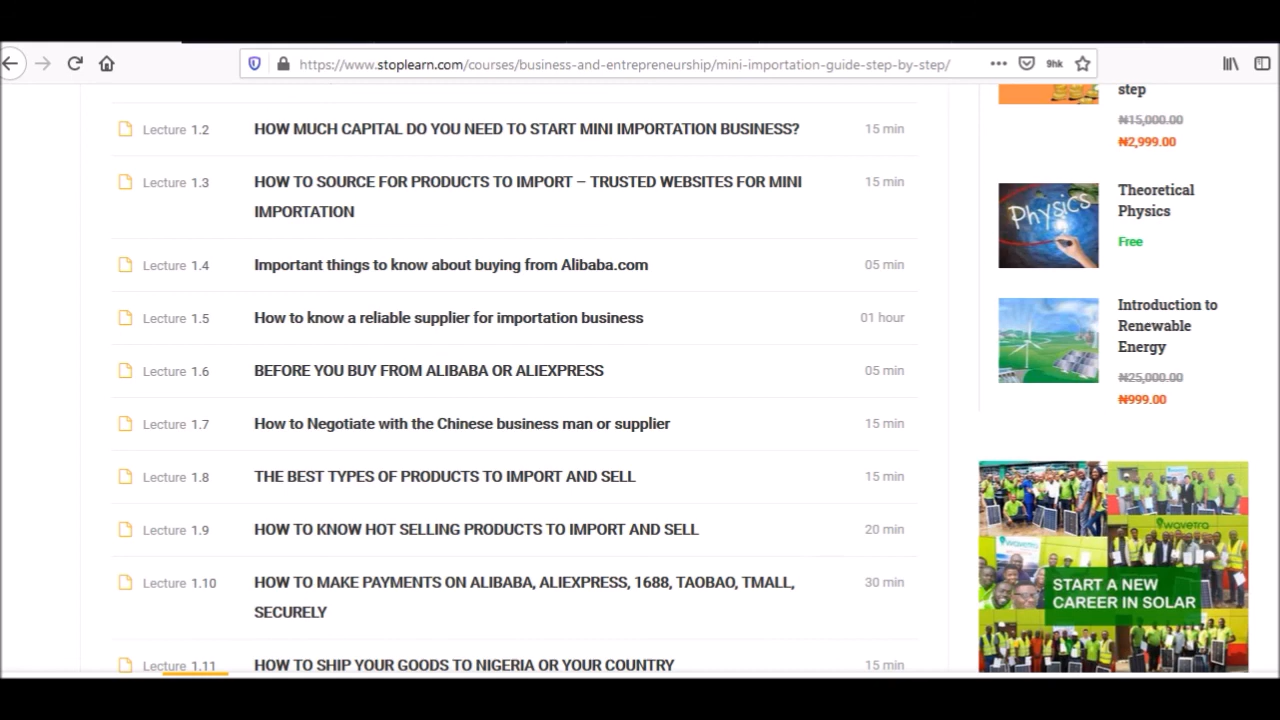 https://www.stoplearn.com/courses/business-and-entrepreneurship/mini-importation-guide-step-by-step/
Lecture 1.2 HOW MUCH CAPITAL DO YOU NEED TO START MINI IMPORTATION BUSINESS? 15 min
Lecture 1.3 HOW TO SOURCE FOR PRODUCTS TO IMPORT – TRUSTED WEBSITES FOR MINI 15 min
IMPORTATION
Lecture 1.4 Important things to know about buying from Alibaba.com 05 min
Lecture 1.5 How to know a reliable supplier for importation business 01 hour
Lecture 1.6 BEFORE YOU BUY FROM ALIBABA OR ALIEXPRESS 05 min
Lecture 1.7 How to Negotiate with the Chinese business man or supplier 15 min
Lecture 1.8 THE BEST TYPES OF PRODUCTS TO IMPORT AND SELL 15 min
Lecture 1.9 HOW TO KNOW HOT SELLING PRODUCTS TO IMPORT AND SELL 20 min
Lecture 1.10 HOW TO MAKE PAYMENTS ON ALIBABA, ALIEXPRESS, 1688, TAOBAO, TMALL, 30 min
SECURELY
Lecture 1.11 HOW TO SHIP YOUR GOODS TO NIGERIA OR YOUR COUNTRY 15 min
step
₦15,000.00
₦2,999.00
Physics
Theoretical
Physics
Free
Introduction to
Renewable
Energy
₦25,000.00
₦999.00
wavetra
wavetra
START A NEW
CAREER IN SOLAR